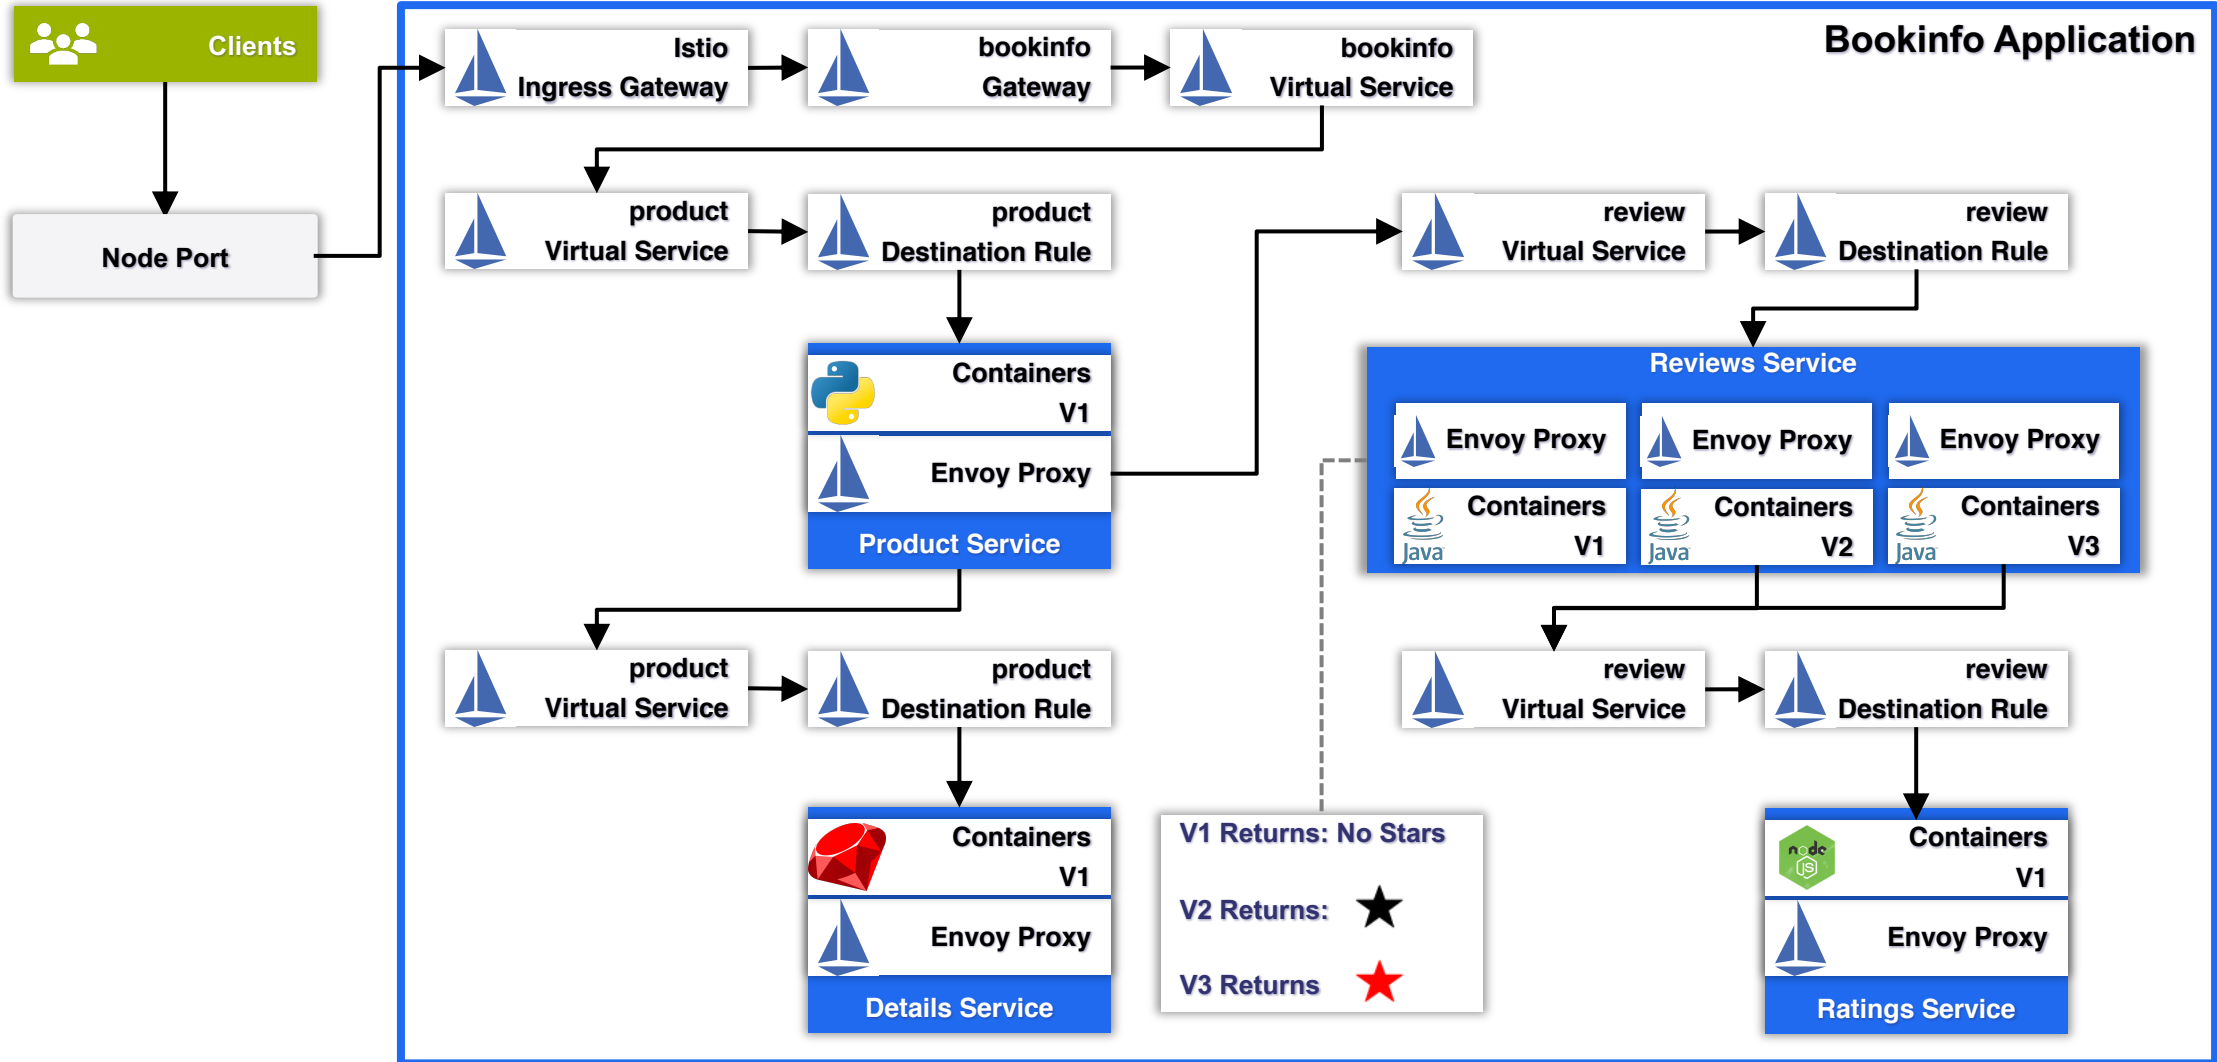 Clients
Node Port
Bookinfo Application
Istio
Ingress Gateway
bookinfo
Gateway
bookinfo
Virtual Service
product
Virtual Service
product
Destination Rule
review
Virtual Service
review
Destination Rule
Containers
V1
Envoy Proxy
Product Service
Reviews Service
Envoy Proxy
Envoy Proxy
Envoy Proxy
Java
Containers
V1
Java
Containers
V2
Java
Containers
V3
product
Virtual Service
product
Destination Rule
review
Virtual Service
review
Destination Rule
Containers
V1
Envoy Proxy
Details Service
V1 Returns: No Stars
V2 Returns:
V3 Returns
node
JS
Containers
V1
Envoy Proxy
Ratings Service